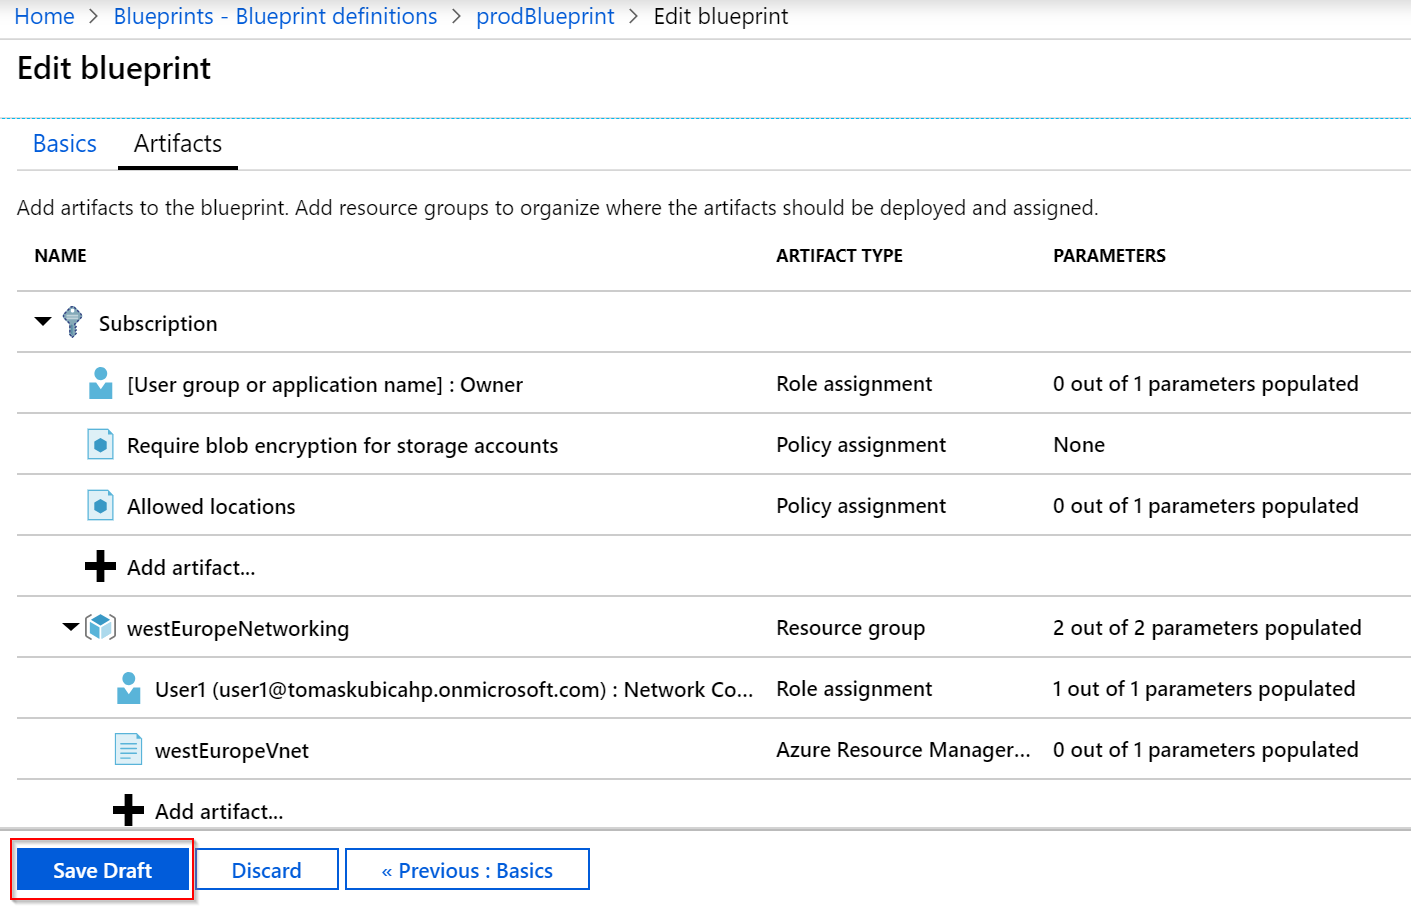 Home > Blueprints - Blueprint definitions > prodBlueprint > Edit blueprint
Edit blueprint
Basics Artifacts
Add artifacts to the blueprint. Add resource groups to organize where the artifacts should be deployed and assigned.
NAME ARTIFACT TYPE PARAMETERS
Subscription
[User group or application name] : Owner Role assignment 0 out of 1 parameters populated
Require blob encryption for storage accounts Policy assignment None
Allowed locations Policy assignment 0 out of 1 parameters populated
Add artifact...
westEuropeNetworking Resource group 2 out of 2 parameters populated
User1 (user1@tomaskubicahp.onmicrosoft.com) : Network Co... Role assignment 1 out of 1 parameters populated
westEuropeVnet Azure Resource Manager... 0 out of 1 parameters populated
Add artifact...
Save Draft Discard « Previous : Basics